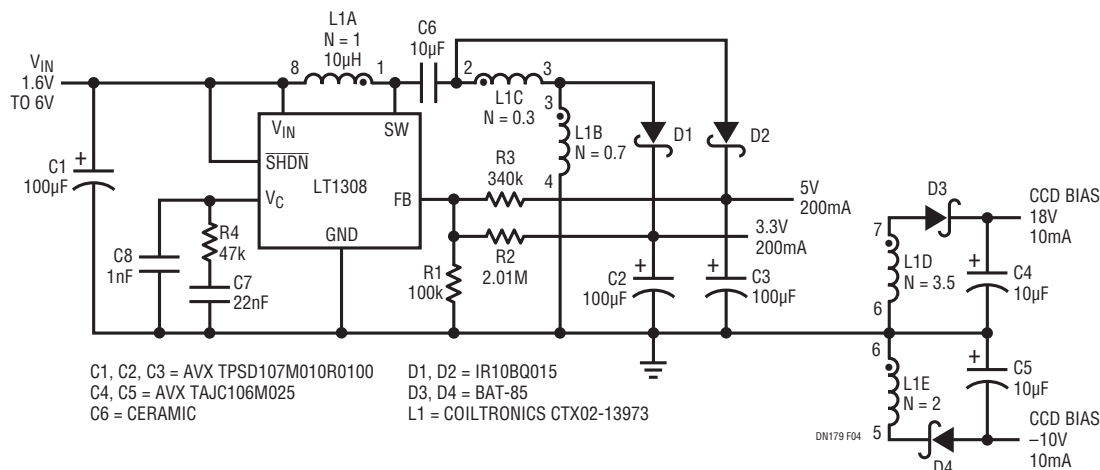 L1A
N = 1
10µH
C6
10µF
VIN
1.6V
TO 6V
8
1
2
3
L1C
N = 0.3
3
L1B
N = 0.7
4
D1
D2
VIN
SW
SHDN
LT1308
VC
FB
GND
C1
+
100µF
R3
340k
5V
200mA
3.3V
200mA
R4
47k
C8
1nF
C7
22nF
R1
100k
R2
2.01M
+
C2
100µF
+
C3
100µF
D3
CCD BIAS
18V
10mA
7
L1D
N = 3.5
6
+
C4
10µF
6
L1E
N = 2
5
+
C5
10µF
CCD BIAS
–10V
10mA
D4
C1, C2, C3 = AVX TPSD107M010R0100
C4, C5 = AVX TAJC106M025
C6 = CERAMIC
D1, D2 = IR10BQ015
D3, D4 = BAT-85
L1 = COILTRONICS CTX02-13973
DN179 F04